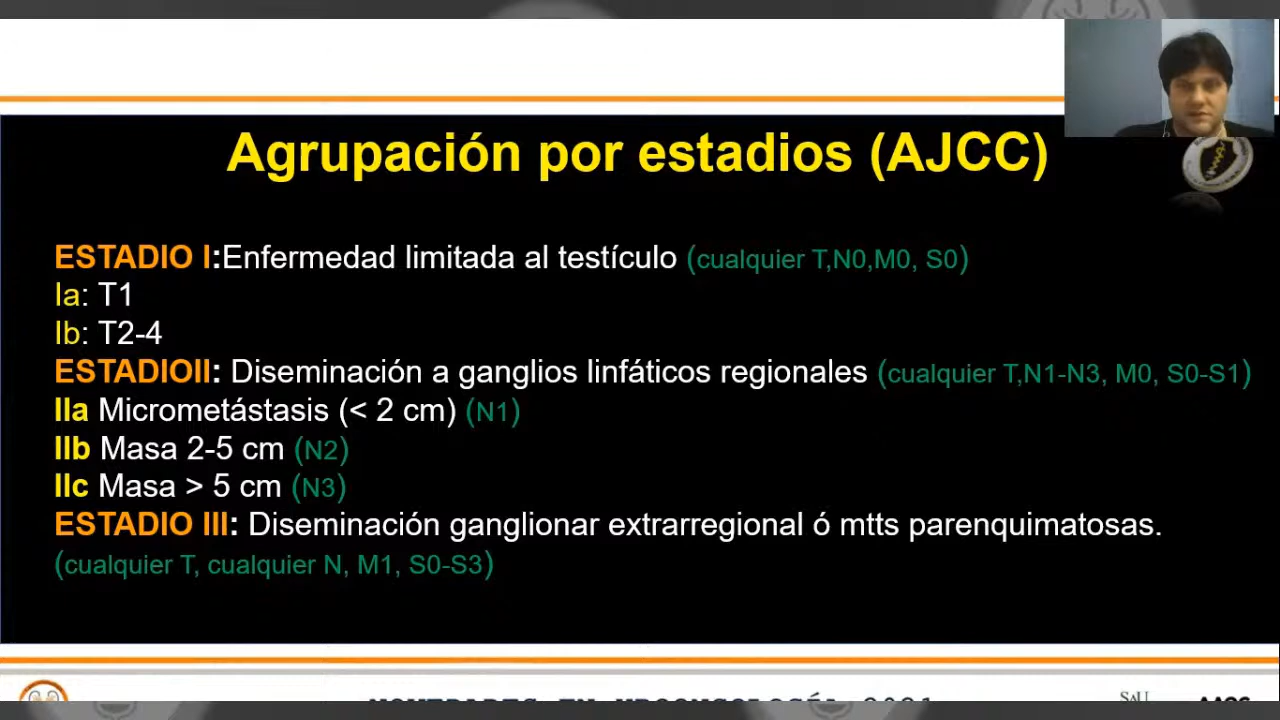 Agrupación por estadios (AJCC)
ESTADIO I:Enfermedad limitada al testículo (cualquier T,N0,M0, S0)
Ia: T1
Ib: T2-4
ESTADIOII: Diseminación a ganglios linfáticos regionales (cualquier T,N1-N3, M0, S0-S1)
IIa Micrometástasis (< 2 cm) (N1)
IIb Masa 2-5 cm (N2)
IIc Masa > 5 cm (N3)
ESTADIO III: Diseminación ganglionar extrarregional ó mtts parenquimatosas.
(cualquier T, cualquier N, M1, S0-S3)
SAU